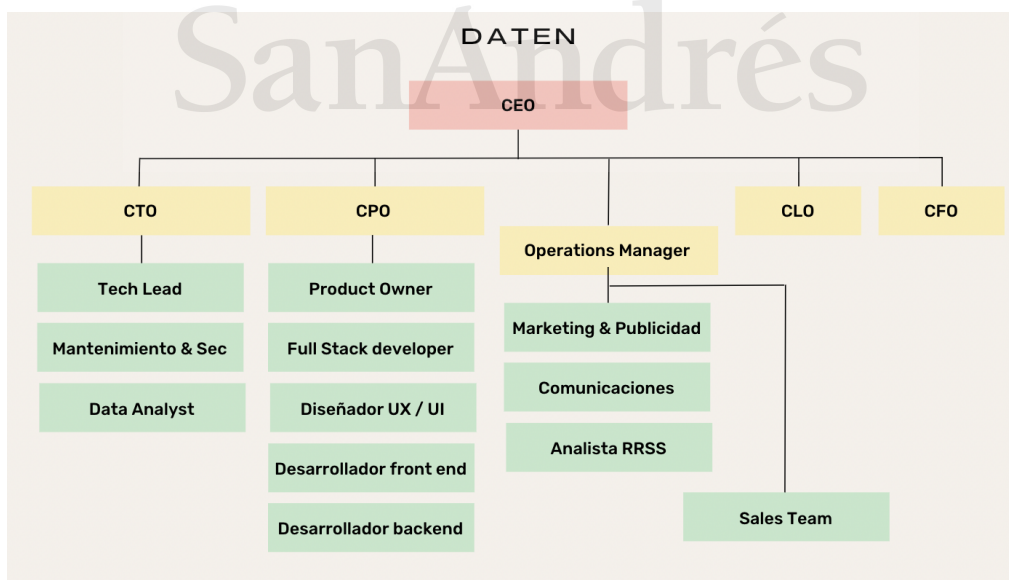 SanAndrés
DATEN
CEO
CTO
CPO
Operations Manager
CLO
CFO
Tech Lead
Mantenimiento & Sec
Data Analyst
Product Owner
Full Stack developer
Diseñador UX / UI
Desarrollador front end
Desarrollador backend
Marketing & Publicidad
Comunicaciones
Analista RRSS
Sales Team